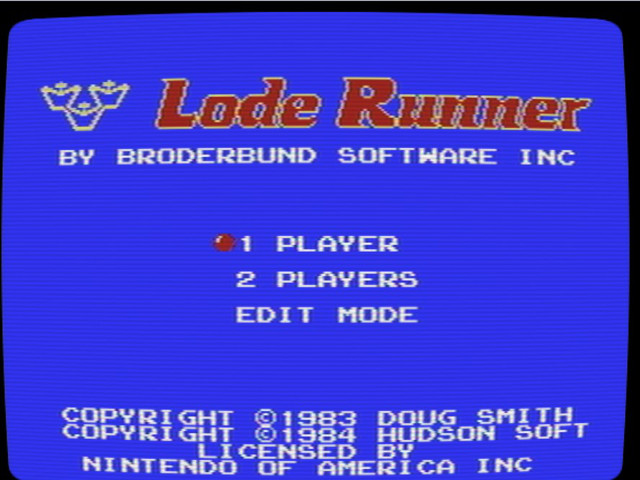 Lode Runner
BY BRODERBUND SOFTWARE INC
1 PLAYER
2 PLAYERS
EDIT MODE
COPYRIGHT ©1983 DOUG SMITH
COPYRIGHT ©1984 HUDSON SOFT
LICENSED BY
NINTENDO OF AMERICA INC